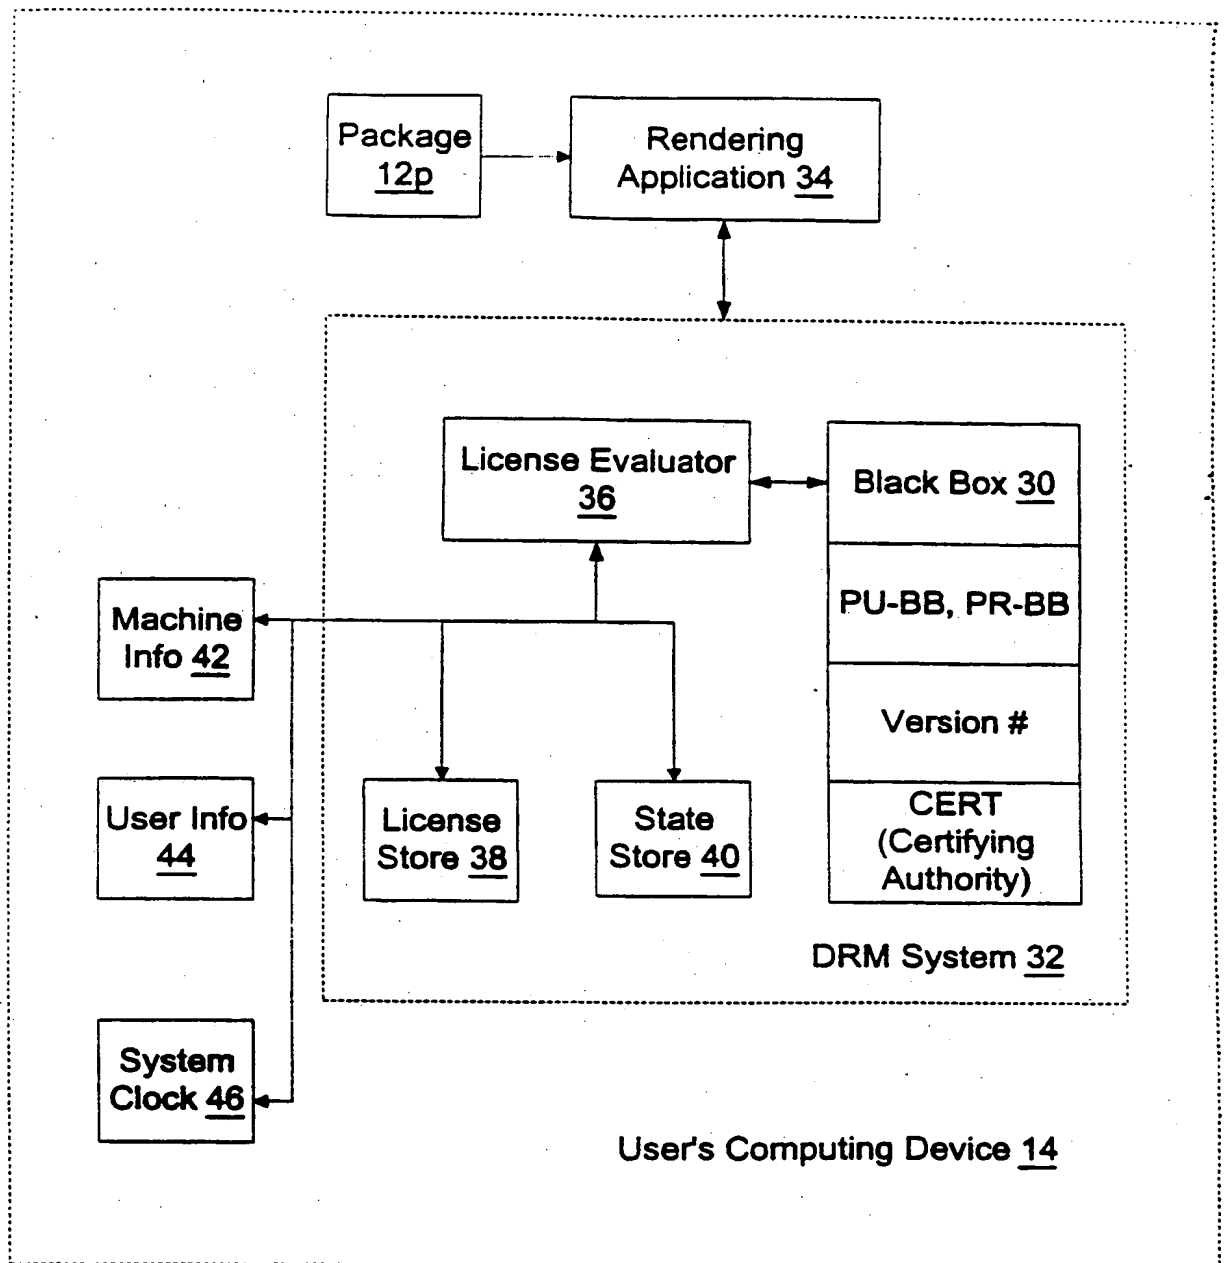 Package
12p
Rendering
Application 34
License Evaluator
36
Black Box 30
PU-BB, PR-BB
Version #
CERT
(Certifying
Authority)
Machine
Info 42
User Info
44
License
Store 38
State
Store 40
DRM System 32
System
Clock 46
User's Computing Device 14